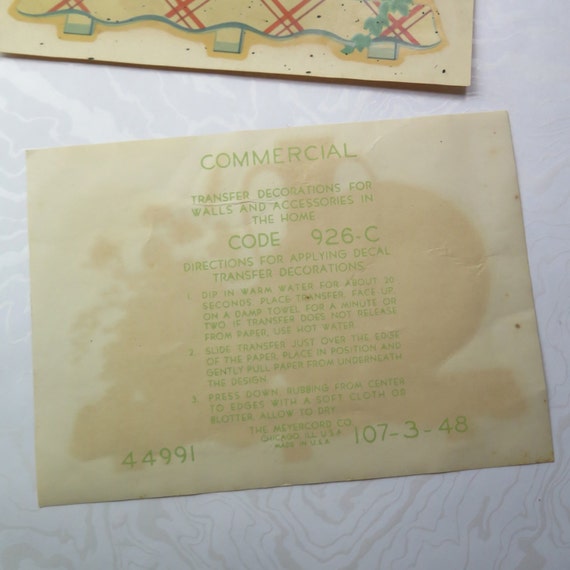 COMMERCIAL
TRANSFER DECORATIONS FOR
WALLS AND ACCESSORIES IN
THE HOME
CODE 926-C
DIRECTIONS FOR APPLYING DECAL
TRANSFER DECORATIONS.
1. DIP IN WARM WATER FOR ABOUT 20
SECONDS. PLACE TRANSFER, FACE UP,
ON A DAMP TOWEL FOR A MINUTE OR
TWO. IF TRANSFER DOES NOT RELEASE
FROM PAPER, USE HOT WATER.
2. SLIDE TRANSFER JUST OVER THE EDGE
OF THE PAPER, PLACE IN POSITION AND
GENTLY PULL PAPER FROM UNDERNEATH
THE DESIGN.
3. PRESS DOWN, RUBBING FROM CENTER
TO EDGES WITH A SOFT CLOTH OR
BLOTTER, ALLOW TO DRY.
THE MEYERCORD CO.
CHICAGO, ILL. U.S.A.
MADE IN U.S.A.
44991
107-3-48